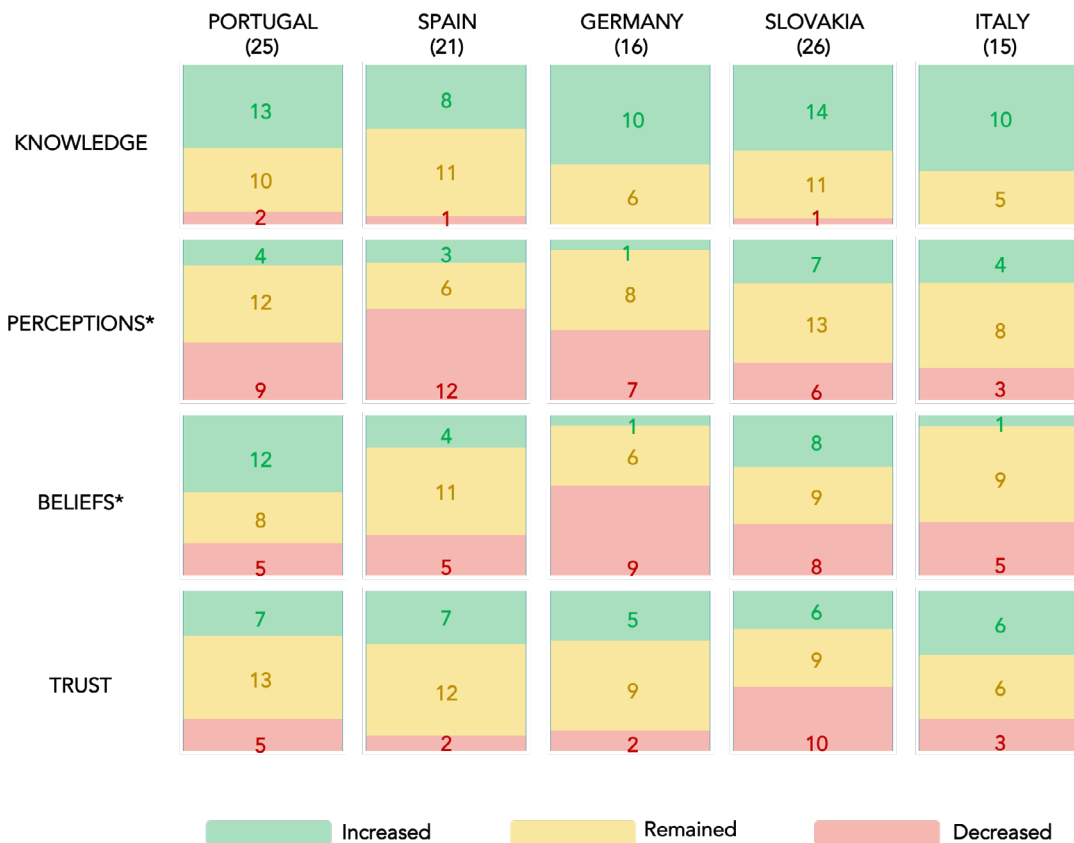 PORTUGAL SPAIN GERMANY SLOVAKIA ITALY
(25) (21) (16) (26) (15)
KNOWLEDGE
13 8 10 14 10
10 11 6 11 5
2 1 1
PERCEPTIONS*
4 3 1 7 4
12 6 8 13 8
9 12 7 6 3
BELIEFS*
12 4 1 8 1
8 11 6 9 9
5 5 9 8 5
TRUST
7 7 5 6 6
13 12 9 9 6
5 2 2 10 3
Increased Remained Decreased